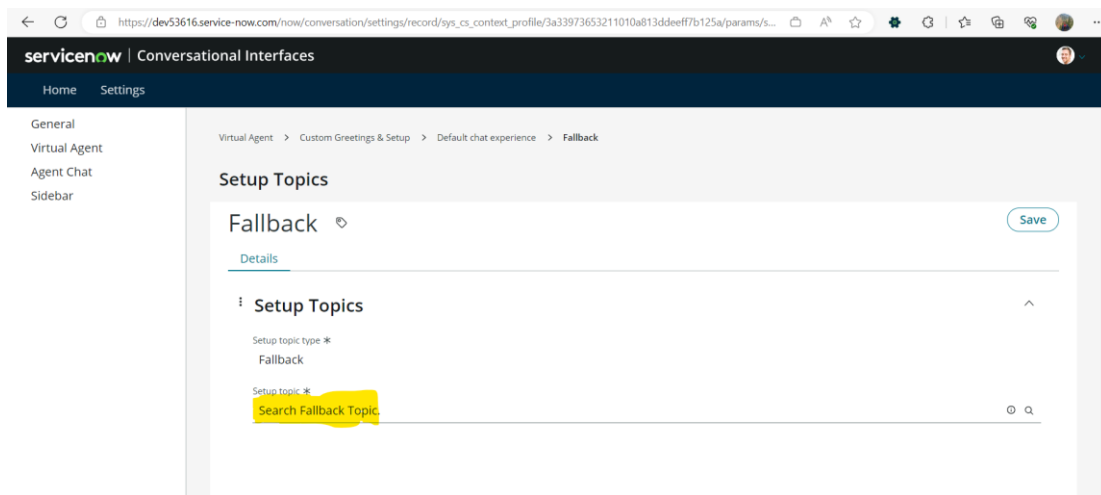 https://dev53616.service-now.com/now/conversation/settings/record/sys_cs_context_profile/3a33973653211010a813ddeeff7b125a/params/s...
servicenow | Conversational Interfaces
Home Settings
General
Virtual Agent
Agent Chat
Sidebar
Virtual Agent > Custom Greetings & Setup > Default chat experience > Fallback
Setup Topics
Fallback
Save
Details
Setup Topics
Setup topic type *
Fallback
Setup topic *
Search Fallback Topic.